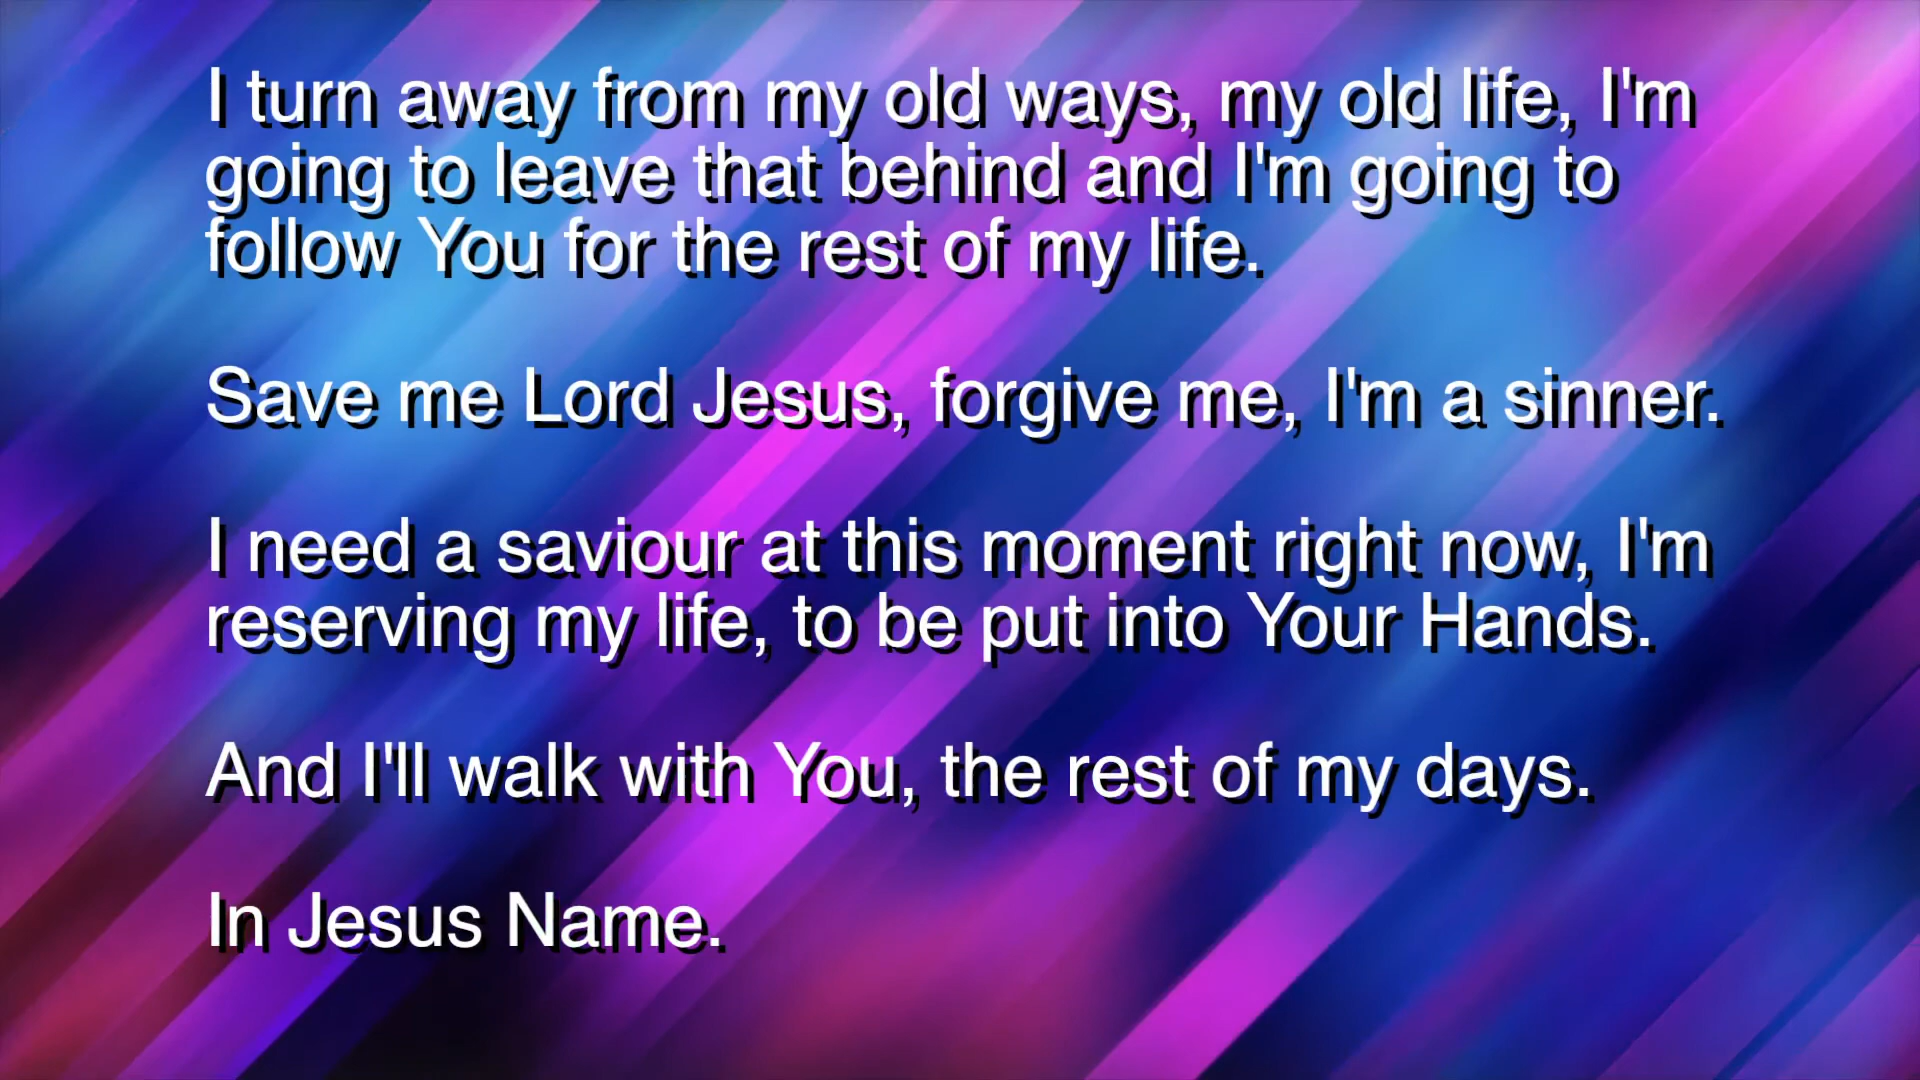 I turn away from my old ways, my old life, I'm
going to leave that behind and I'm going to
follow You for the rest of my life.
Save me Lord Jesus, forgive me, I'm a sinner.
I need a saviour at this moment right now, I'm
reserving my life, to be put into Your Hands.
And I'll walk with You, the rest of my days.
In Jesus Name.